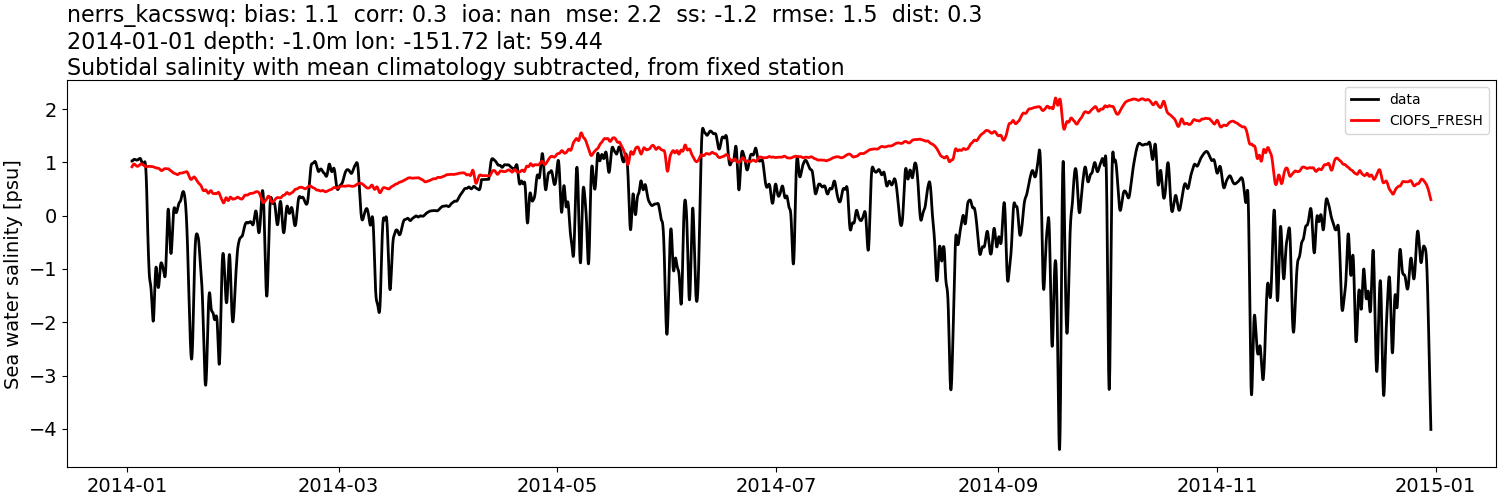 nerrs_kacsswq: bias: 1.1  corr: 0.3  ioa: nan  mse: 2.2  ss: -1.2  rmse: 1.5  dist: 0.3
2014-01-01 depth: -1.0m lon: -151.72 lat: 59.44
Subtidal salinity with mean climatology subtracted, from fixed station
data
CIOFS_FRESH
Sea water salinity [psu]
2
1
0
−1
−2
−3
−4
2014-01
2014-03
2014-05
2014-07
2014-09
2014-11
2015-01